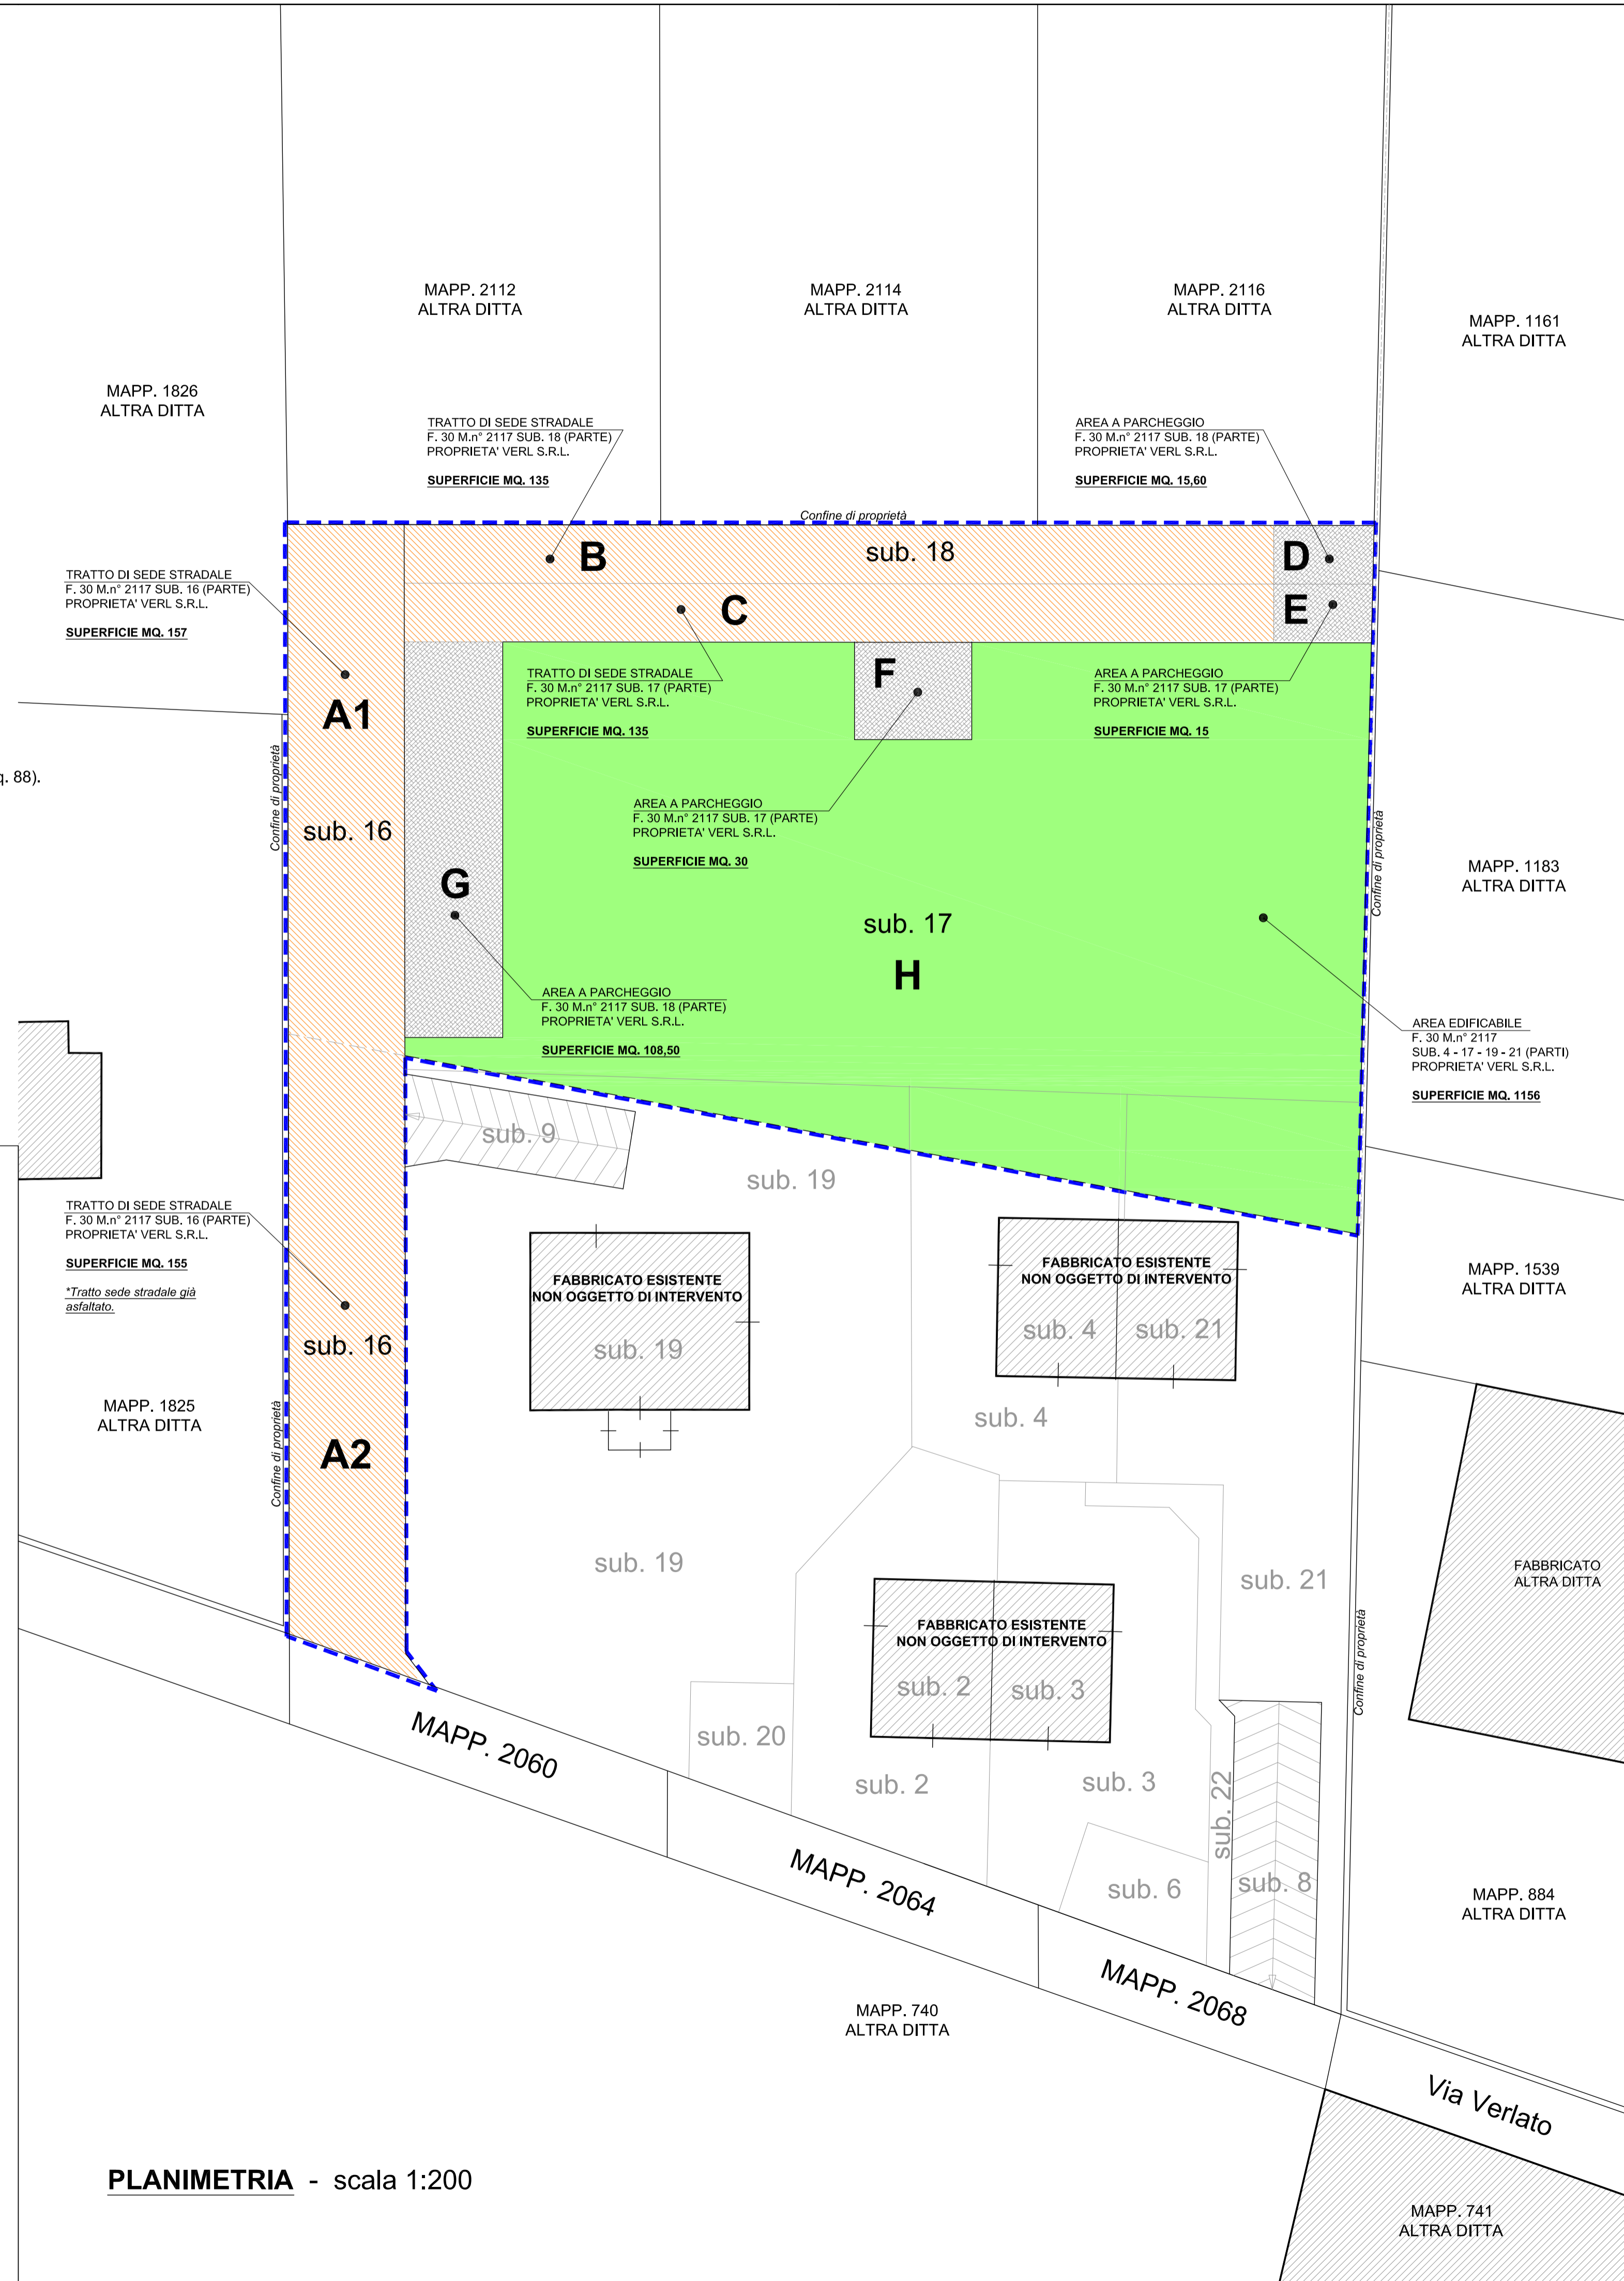 MAPP. 2112
ALTRA DITTA
MAPP. 2114
ALTRA DITTA
MAPP. 2116
ALTRA DITTA
MAPP. 1161
ALTRA DITTA
MAPP. 1826
ALTRA DITTA
TRATTO DI SEDE STRADALE
F. 30 M.n° 2117 SUB. 18 (PARTE)
PROPRIETA' VERL S.R.L.
SUPERFICIE MQ. 135
AREA A PARCHEGGIO
F. 30 M.n° 2117 SUB. 18 (PARTE)
PROPRIETA' VERL S.R.L.
SUPERFICIE MQ. 15,60
Confine di proprietà
B
sub. 18
D
C
E
TRATTO DI SEDE STRADALE
F. 30 M.n° 2117 SUB. 16 (PARTE)
PROPRIETA' VERL S.R.L.
SUPERFICIE MQ. 157
A1
sub. 16
Confine di proprietà
q. 88).
TRATTO DI SEDE STRADALE
F. 30 M.n° 2117 SUB. 17 (PARTE)
PROPRIETA' VERL S.R.L.
SUPERFICIE MQ. 135
F
AREA A PARCHEGGIO
F. 30 M.n° 2117 SUB. 17 (PARTE)
PROPRIETA' VERL S.R.L.
SUPERFICIE MQ. 15
AREA A PARCHEGGIO
F. 30 M.n° 2117 SUB. 17 (PARTE)
PROPRIETA' VERL S.R.L.
SUPERFICIE MQ. 30
G
sub. 17
H
Confine di proprietà
MAPP. 1183
ALTRA DITTA
AREA A PARCHEGGIO
F. 30 M.n° 2117 SUB. 18 (PARTE)
PROPRIETA' VERL S.R.L.
SUPERFICIE MQ. 108,50
AREA EDIFICABILE
F. 30 M.n° 2117
SUB. 4 - 17 - 19 - 21 (PARTI)
PROPRIETA' VERL S.R.L.
SUPERFICIE MQ. 1156
sub. 9
sub. 19
TRATTO DI SEDE STRADALE
F. 30 M.n° 2117 SUB. 16 (PARTE)
PROPRIETA' VERL S.R.L.
SUPERFICIE MQ. 155
*Tratto sede stradale già
asfaltato.
sub. 16
A2
Confine di proprietà
MAPP. 1825
ALTRA DITTA
FABBRICATO ESISTENTE
NON OGGETTO DI INTERVENTO
sub. 19
FABBRICATO ESISTENTE
NON OGGETTO DI INTERVENTO
sub. 4
sub. 21
MAPP. 1539
ALTRA DITTA
sub. 4
sub. 19
sub. 21
FABBRICATO
ALTRA DITTA
FABBRICATO ESISTENTE
NON OGGETTO DI INTERVENTO
sub. 2
sub. 3
Confine di proprietà
sub. 20
sub. 2
sub. 3
sub. 22
sub. 6
sub. 8
MAPP. 884
ALTRA DITTA
MAPP. 2060
MAPP. 2064
MAPP. 2068
MAPP. 740
ALTRA DITTA
Via Verlato
PLANIMETRIA - scala 1:200
MAPP. 741
ALTRA DITTA